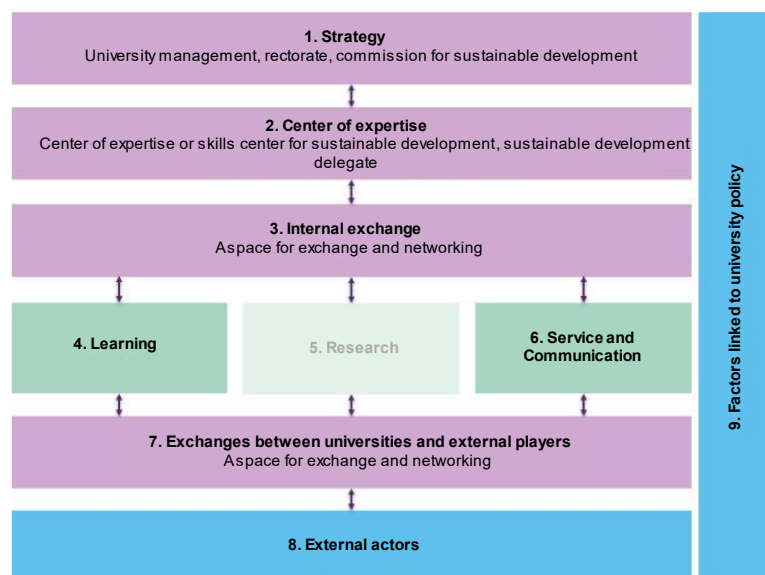 1. Strategy
University management, rectorate, commission for sustainable development
2. Center of expertise
Center of expertise or skills center for sustainable development, sustainable development
delegate
3. Internal exchange
Aspace for exchange and networking
4. Learning
5. Research
6. Service and
Communication
7. Exchanges between universities and external players
Aspace for exchange and networking
8. External actors
9. Factors linked to university policy